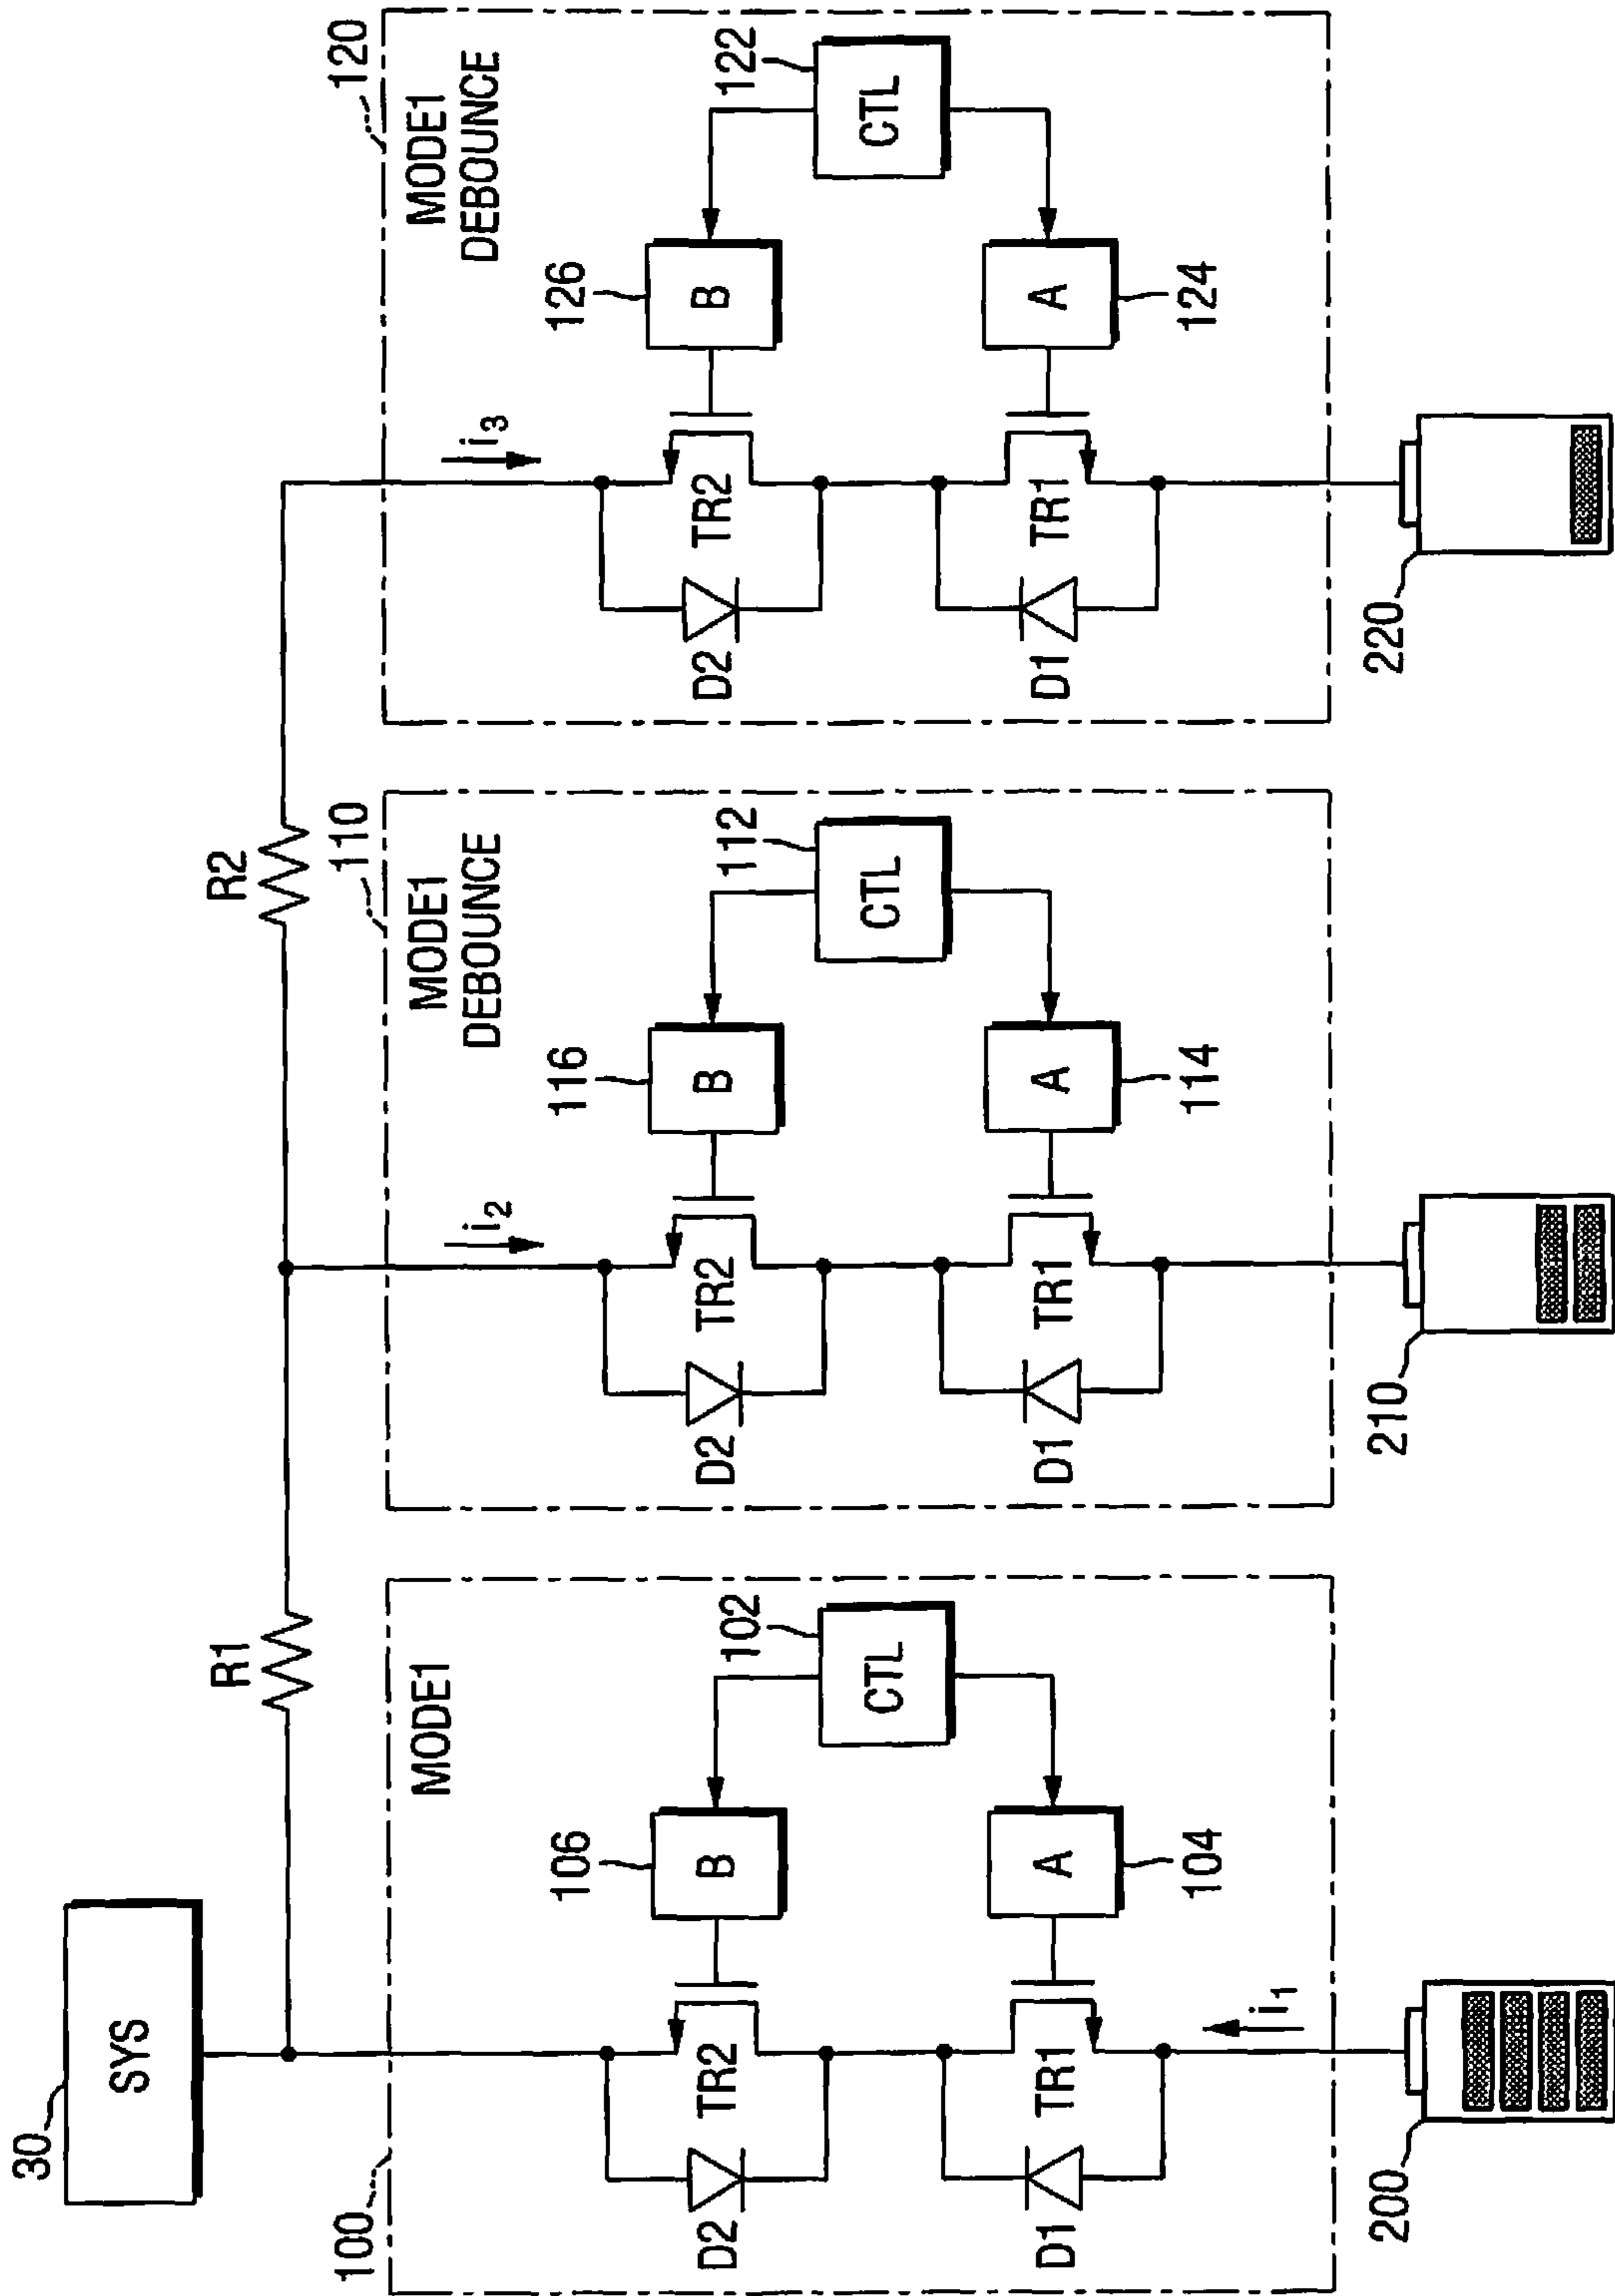 30
SYS
R1
R2
100
MODE1
106
B
102
CTL
TR2
D2
104
A
TR1
D1
i1
200
110
MODE1
DEBOUNCE
i2
116
B
112
CTL
TR2
D2
114
A
TR1
D1
210
120
MODE1
DEBOUNCE
i3
126
B
122
CTL
TR2
D2
124
A
TR1
D1
220